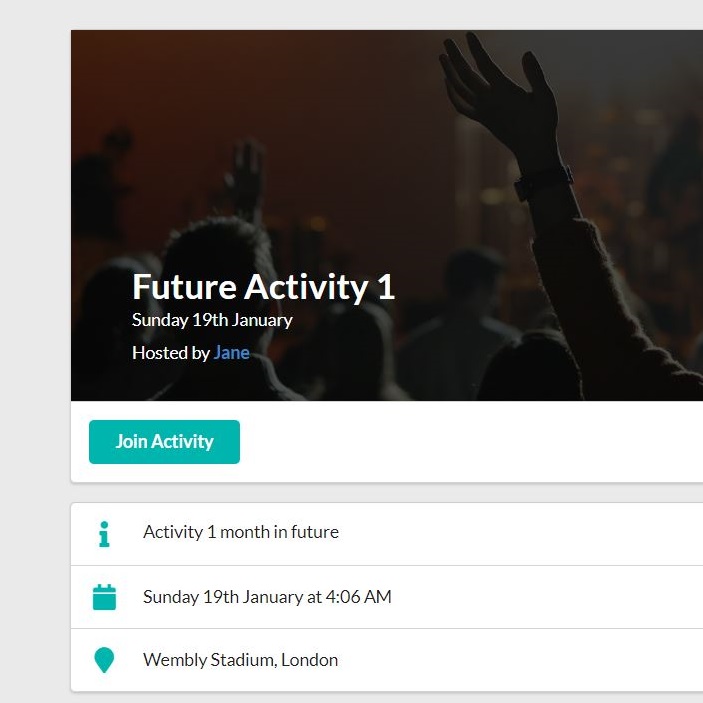 Future Activity 1
Sunday 19th January
Hosted by Jane
Join Activity
Activity 1 month in future
Sunday 19th January at 4:06 AM
Wembly Stadium, London